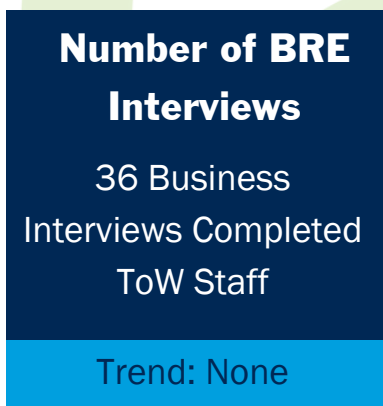 Number of BRE
Interviews
36 Business
Interviews Completed
ToW Staff
Trend: None